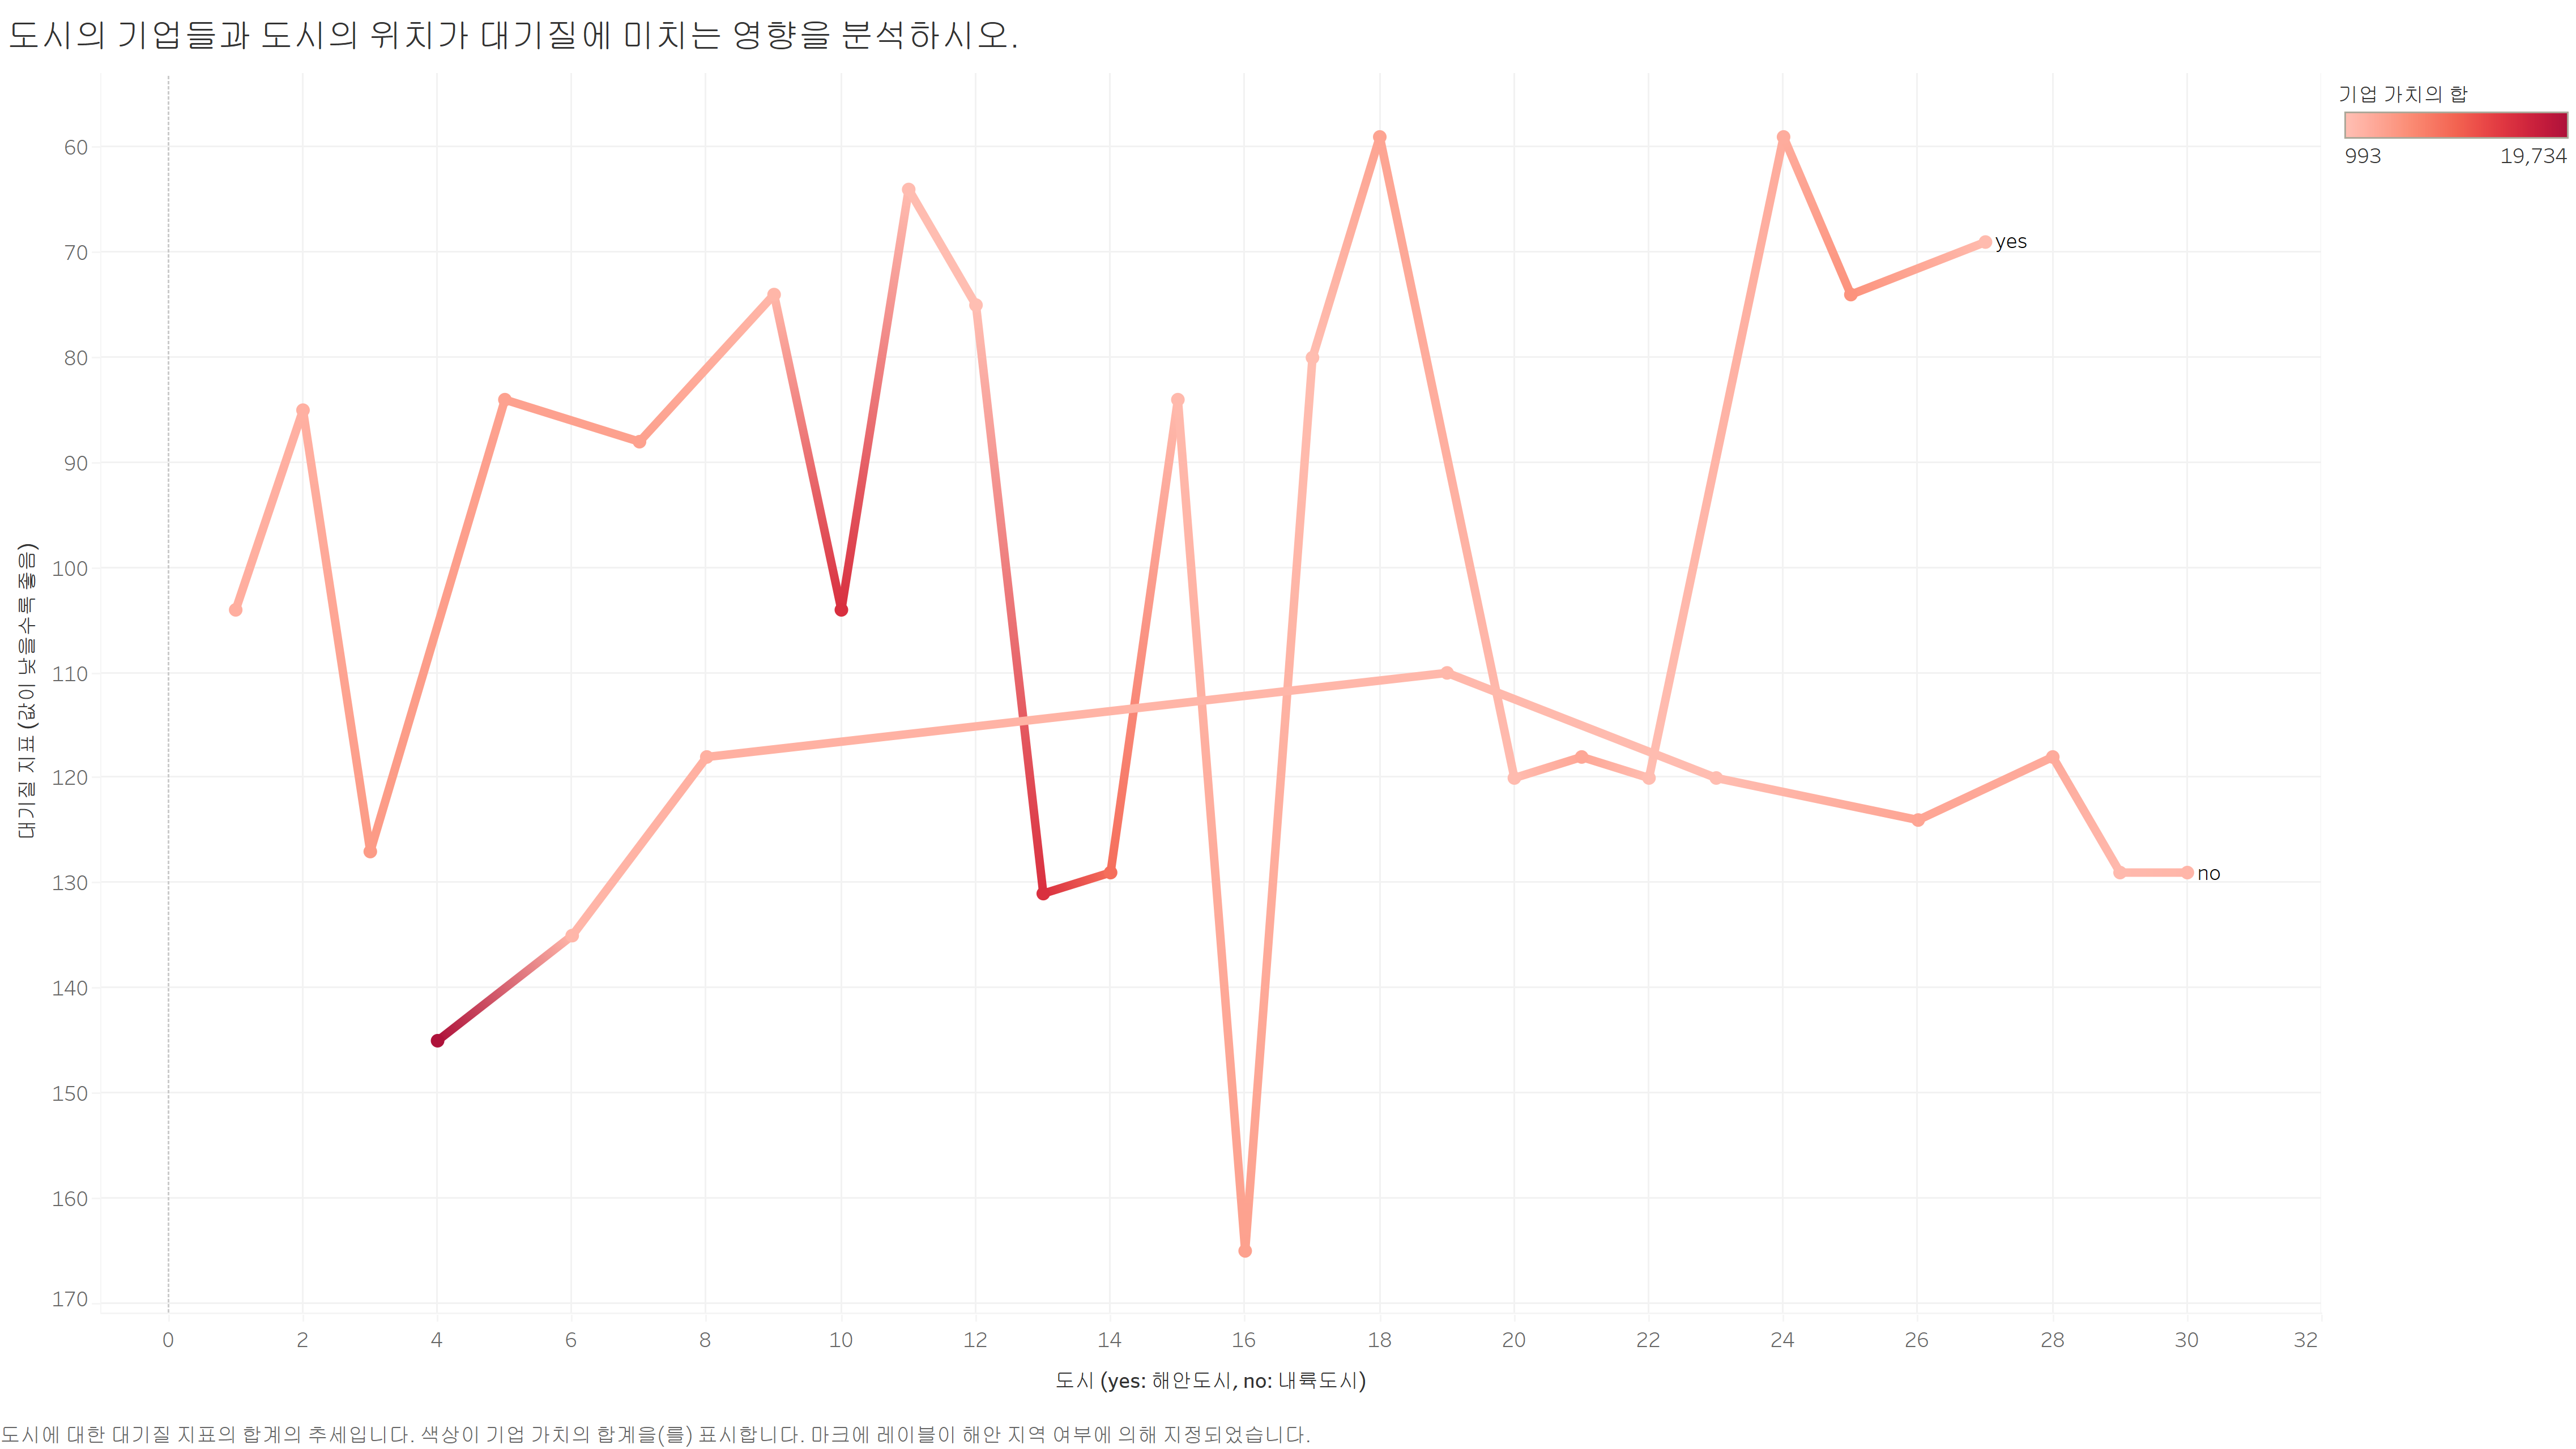 도시의 기업들과 도시의 위치가 대기질에 미치는 영향을 분석하시오.
기업 가치의 합
993 19,734
대기질 지표 (값이 낮을수록 좋음)
60
70
80
90
100
110
120
130
140
150
160
170
yes
no
0 2 4 6 8 10 12 14 16 18 20 22 24 26 28 30 32
도시 (yes: 해안도시, no: 내륙도시)
도시에 대한 대기질 지표의 합계의 추세입니다. 색상이 기업 가치의 합계을(를) 표시합니다. 마크에 레이블이 해안 지역 여부에 의해 지정되었습니다.